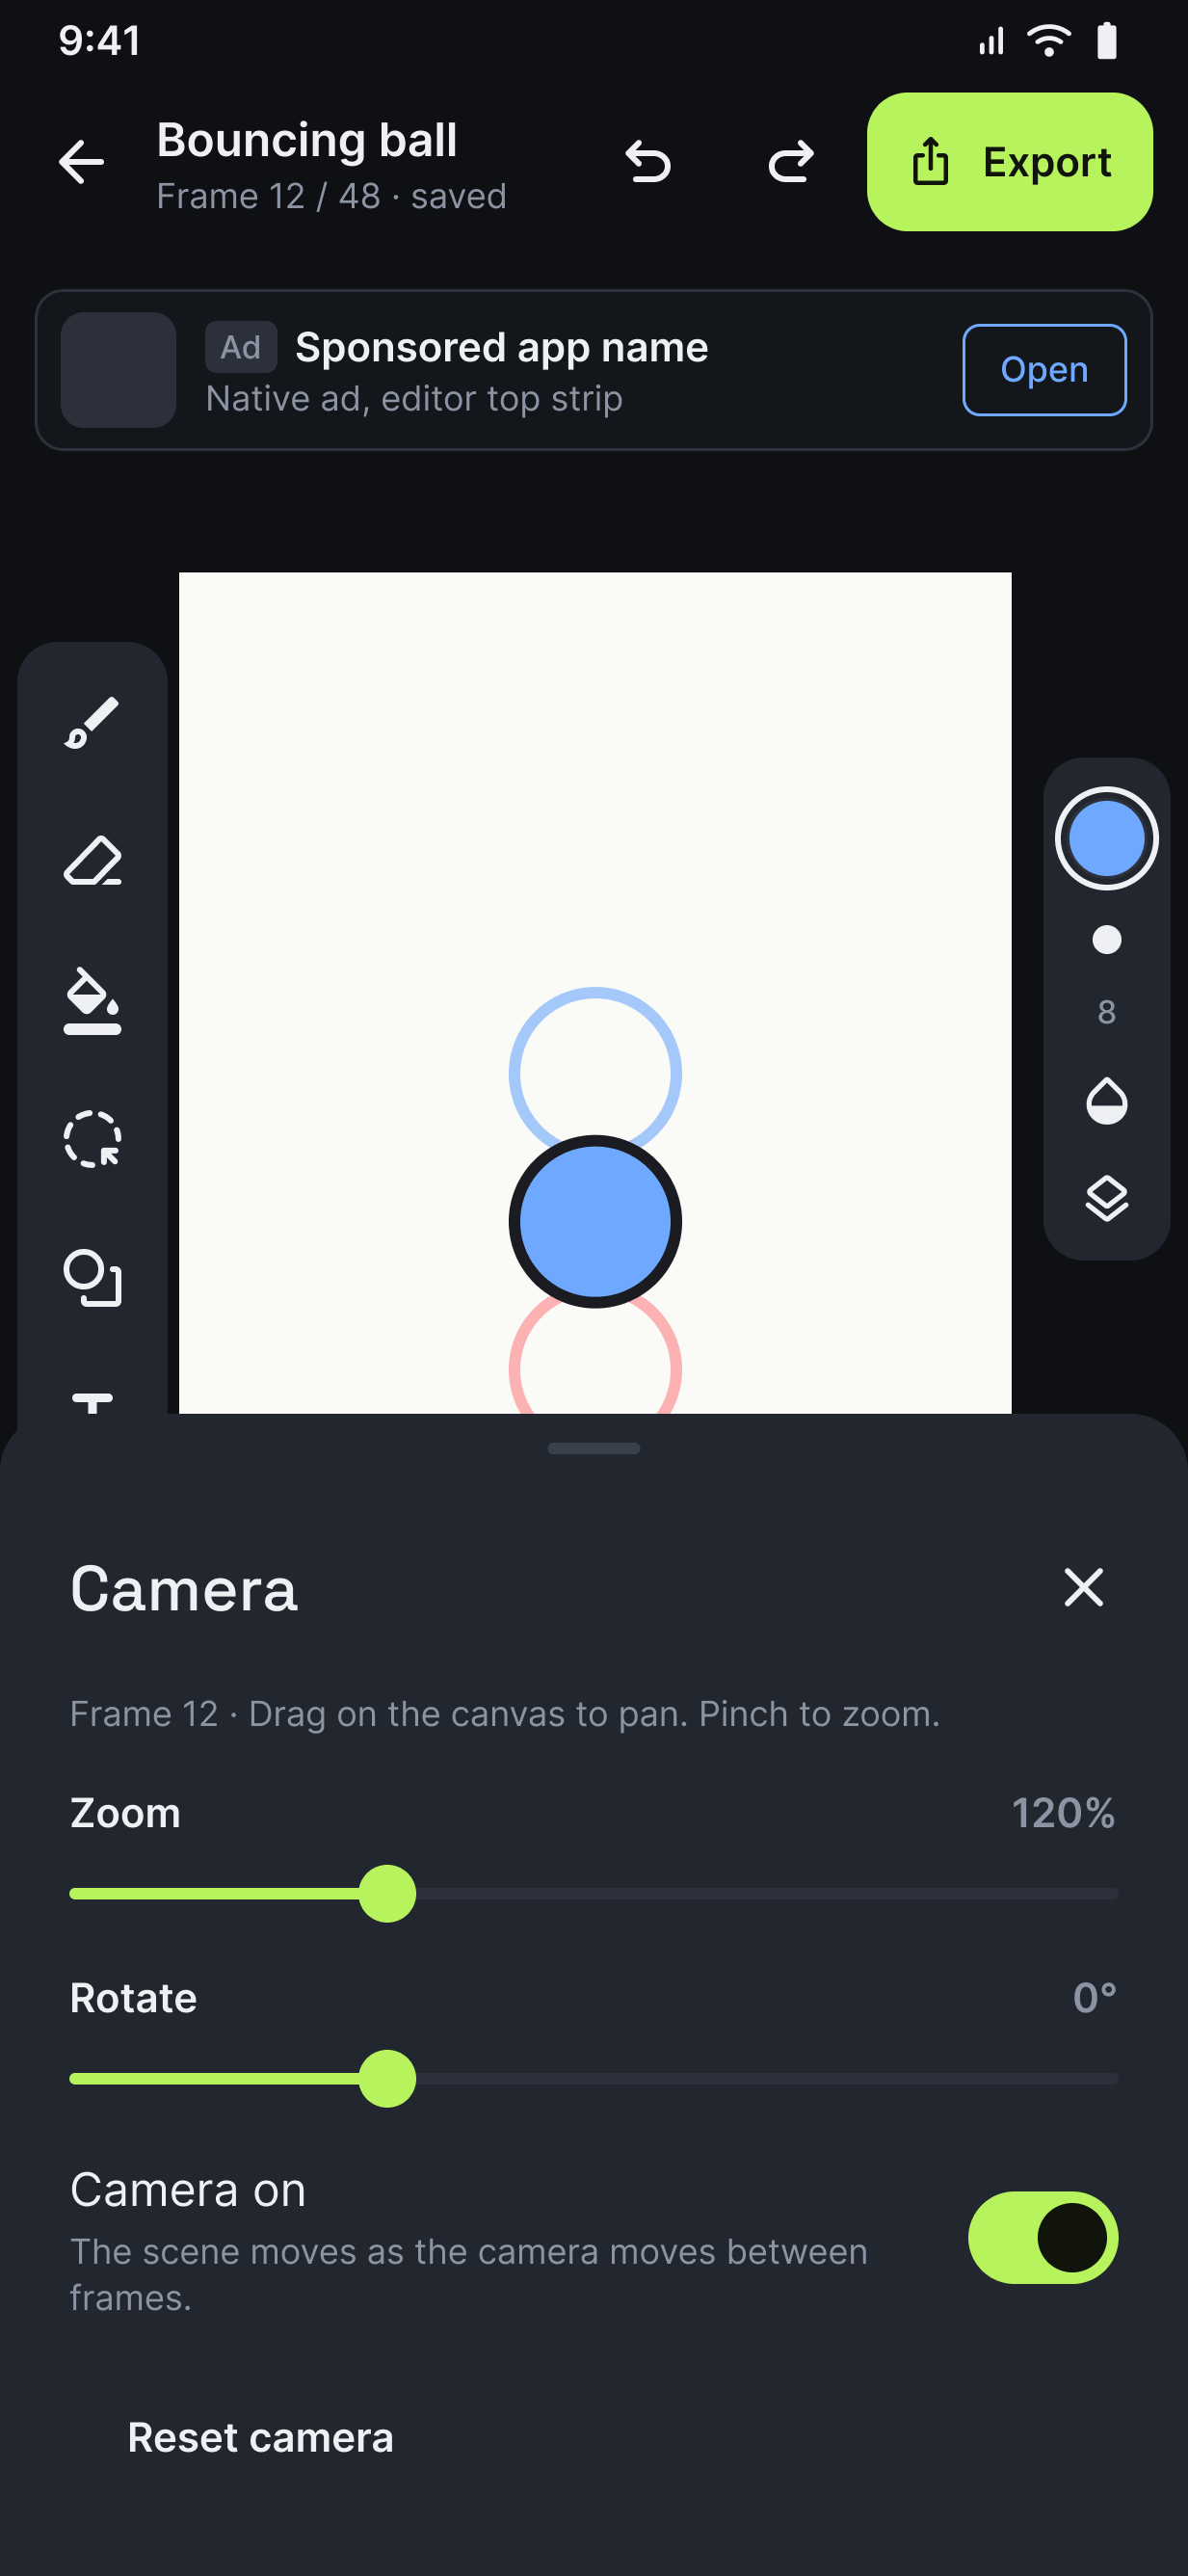 9:41
Bouncing ball
Frame 12 / 48 · saved
Export
Ad Sponsored app name
Native ad, editor top strip
Open
8
Camera
Frame 12 · Drag on the canvas to pan. Pinch to zoom.
Zoom 120%
Rotate 0°
Camera on
The scene moves as the camera moves between
frames.
Reset camera